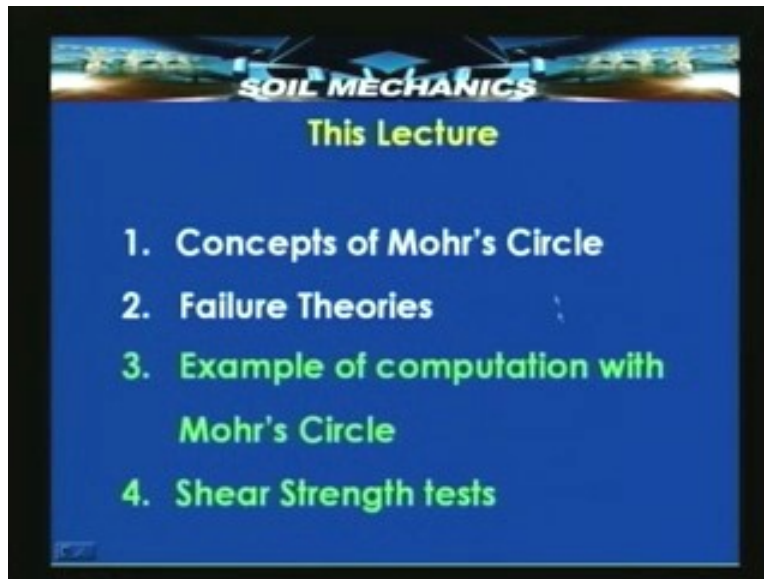 SOIL MECHANICS
This Lecture
1. Concepts of Mohr's Circle
2. Failure Theories
3. Example of computation with
Mohr's Circle
4. Shear Strength tests